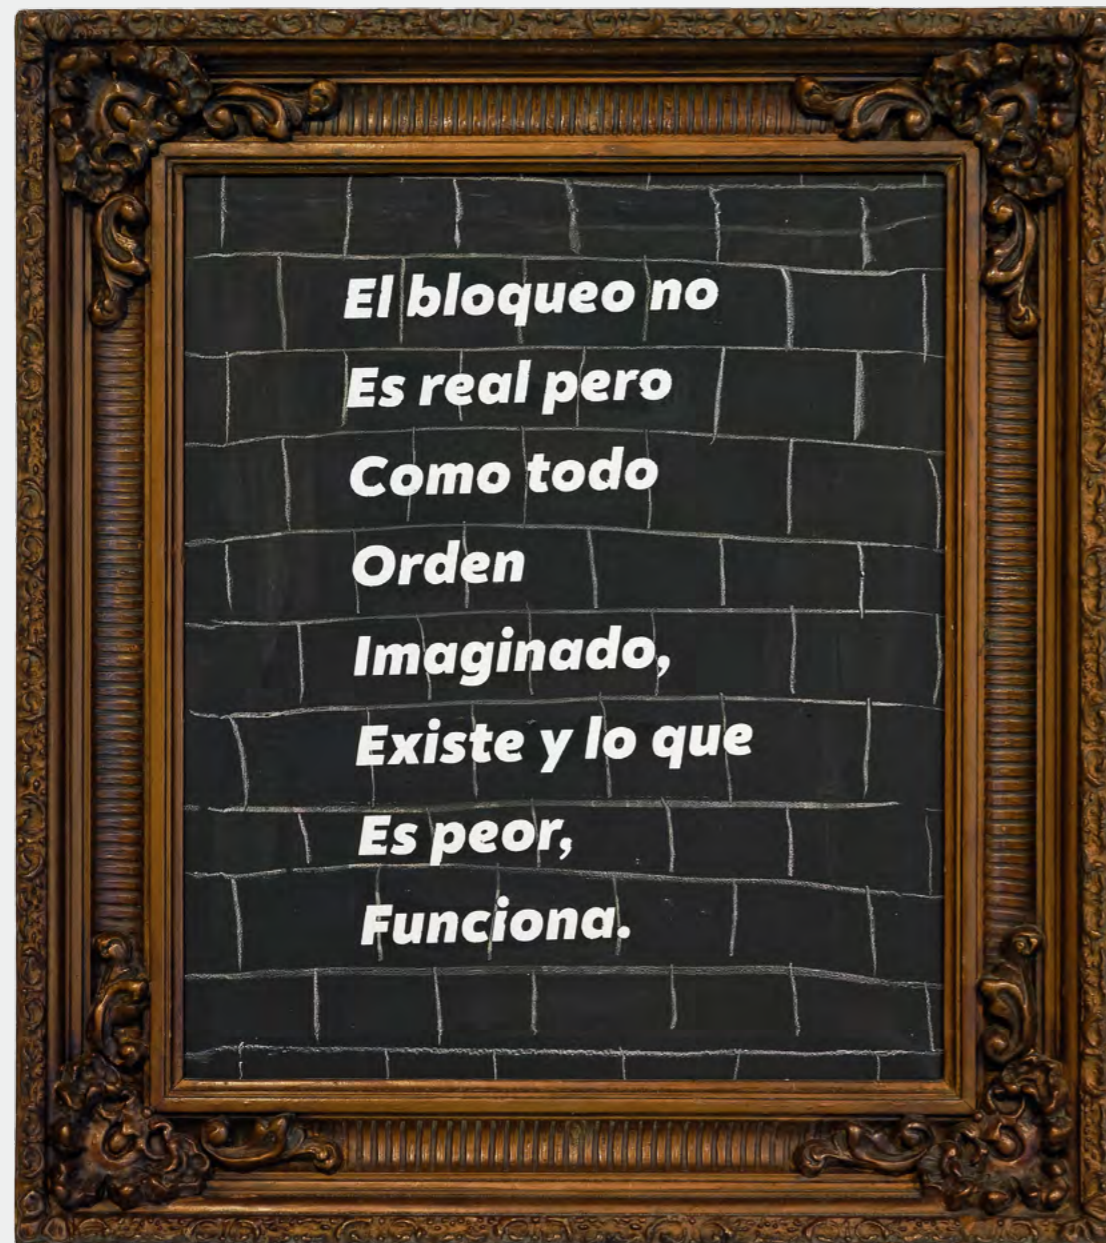 El bloqueo no
Es real pero
Como todo
Orden
Imaginado,
Existe y lo que
Es peor,
Funciona.